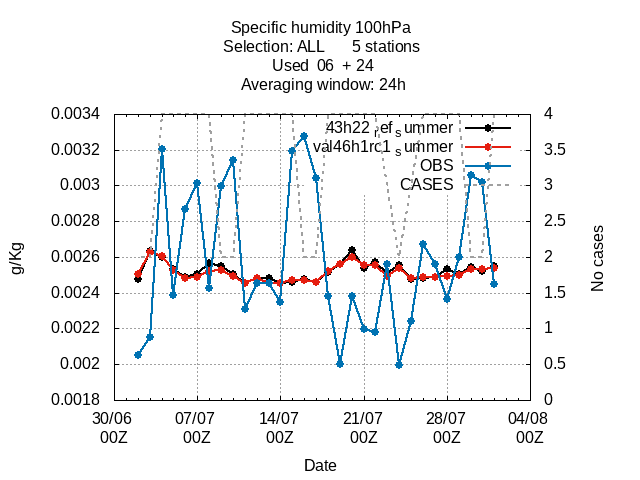 Specific humidity 100hPa
Selection: ALL 5 stations
Used 06 + 24
Averaging window: 24h
0.0034
0.0032
0.003
0.0028
0.0026
0.0024
0.0022
0.002
0.0018
4
3.5
3
2.5
2
1.5
1
0.5
0
43h22refsummer
val46h1rc1summer
OBS
CASES
g/Kg
No cases
30/06 07/07 14/07 21/07 28/07 04/08
00Z 00Z 00Z 00Z 00Z 00Z
Date